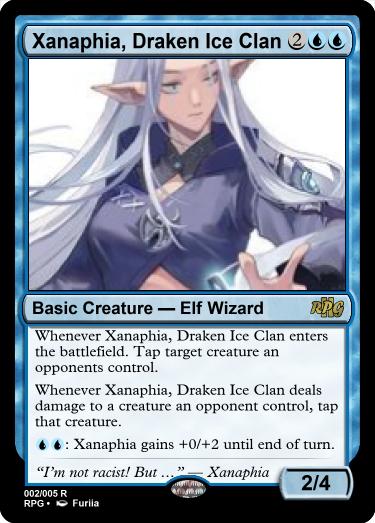 Xanaphia, Draken Ice Clan 2
Basic Creature — Elf Wizard
RPG
Whenever Xanaphia, Draken Ice Clan enters
the battlefield. Tap target creature an
opponents control.
Whenever Xanaphia, Draken Ice Clan deals
damage to a creature an opponent control, tap
that creature.
: Xanaphia gains +0/+2 until end of turn.
“I’m not racist! But …” — Xanaphia
2/4
002/005 R
RPG • Furiia